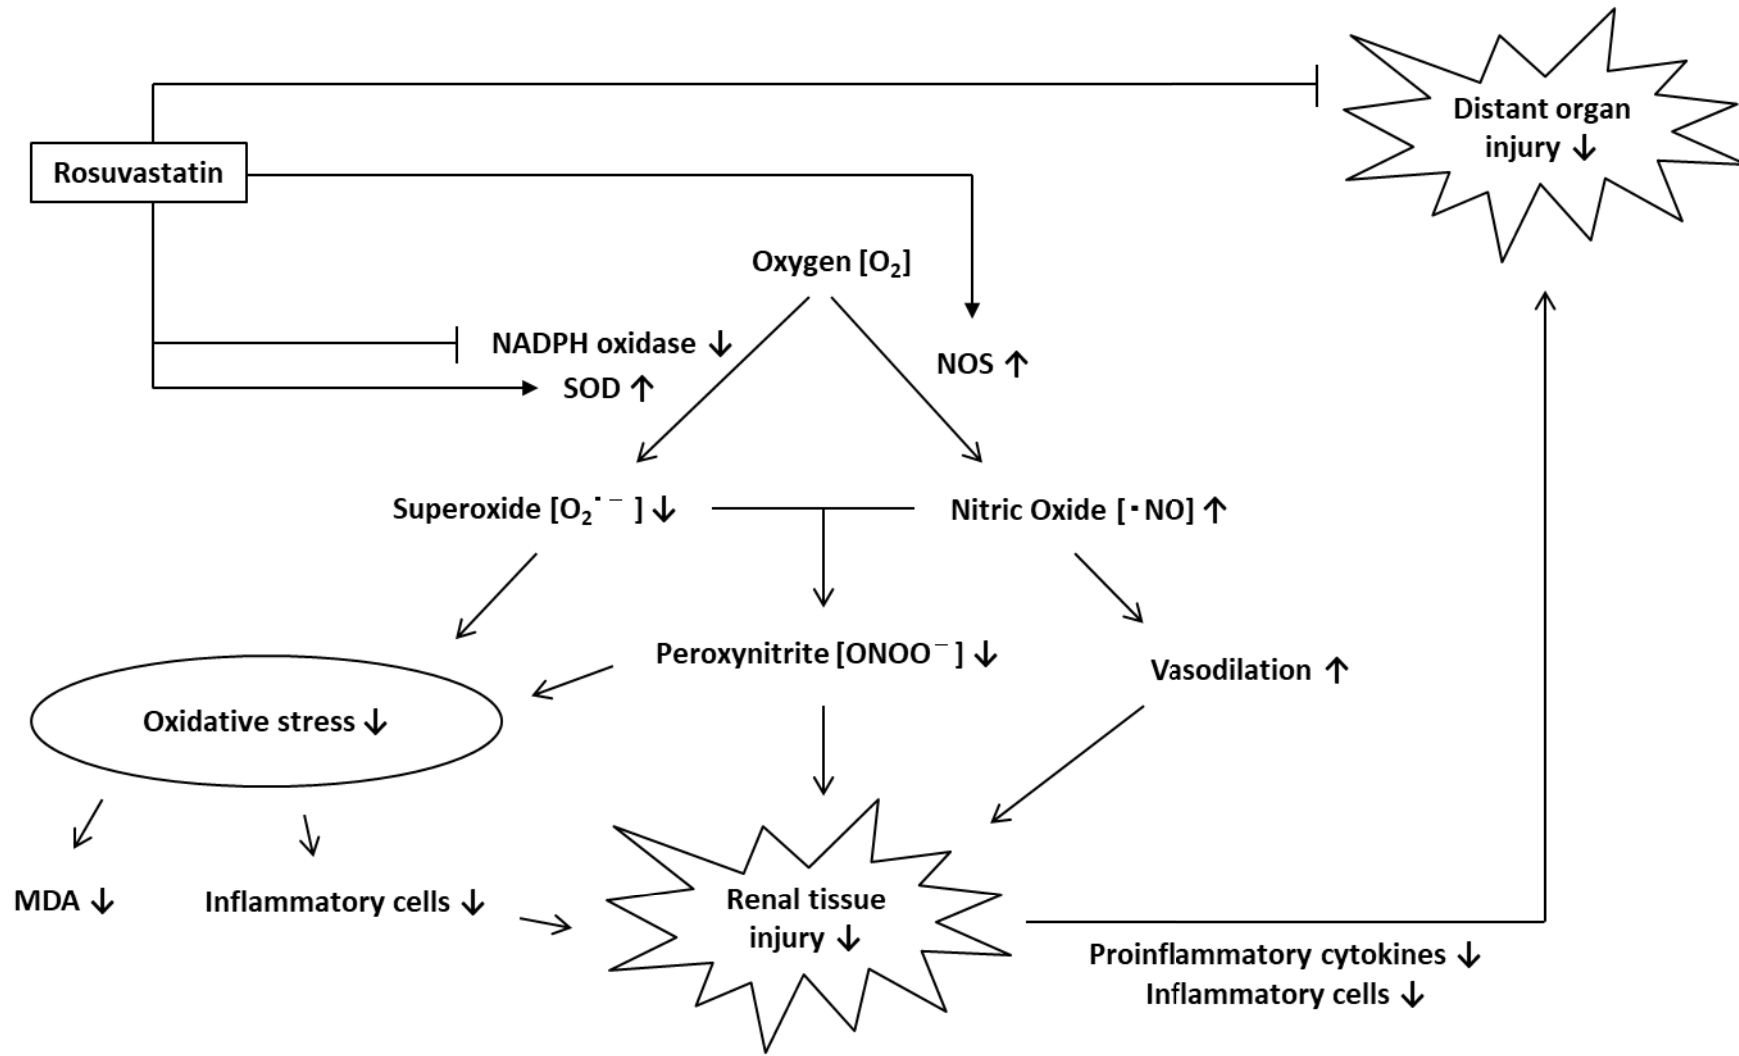 Distant organ
injury ↓
Rosuvastatin
Oxygen [O₂]
NADPH oxidase ↓
SOD ↑
NOS ↑
Superoxide [O₂˙⁻ ] ↓
Nitric Oxide [·NO] ↑
Peroxynitrite [ONOO⁻ ] ↓
Vasodilation ↑
Oxidative stress ↓
MDA ↓
Inflammatory cells ↓
Renal tissue
injury ↓
Proinflammatory cytokines ↓
Inflammatory cells ↓